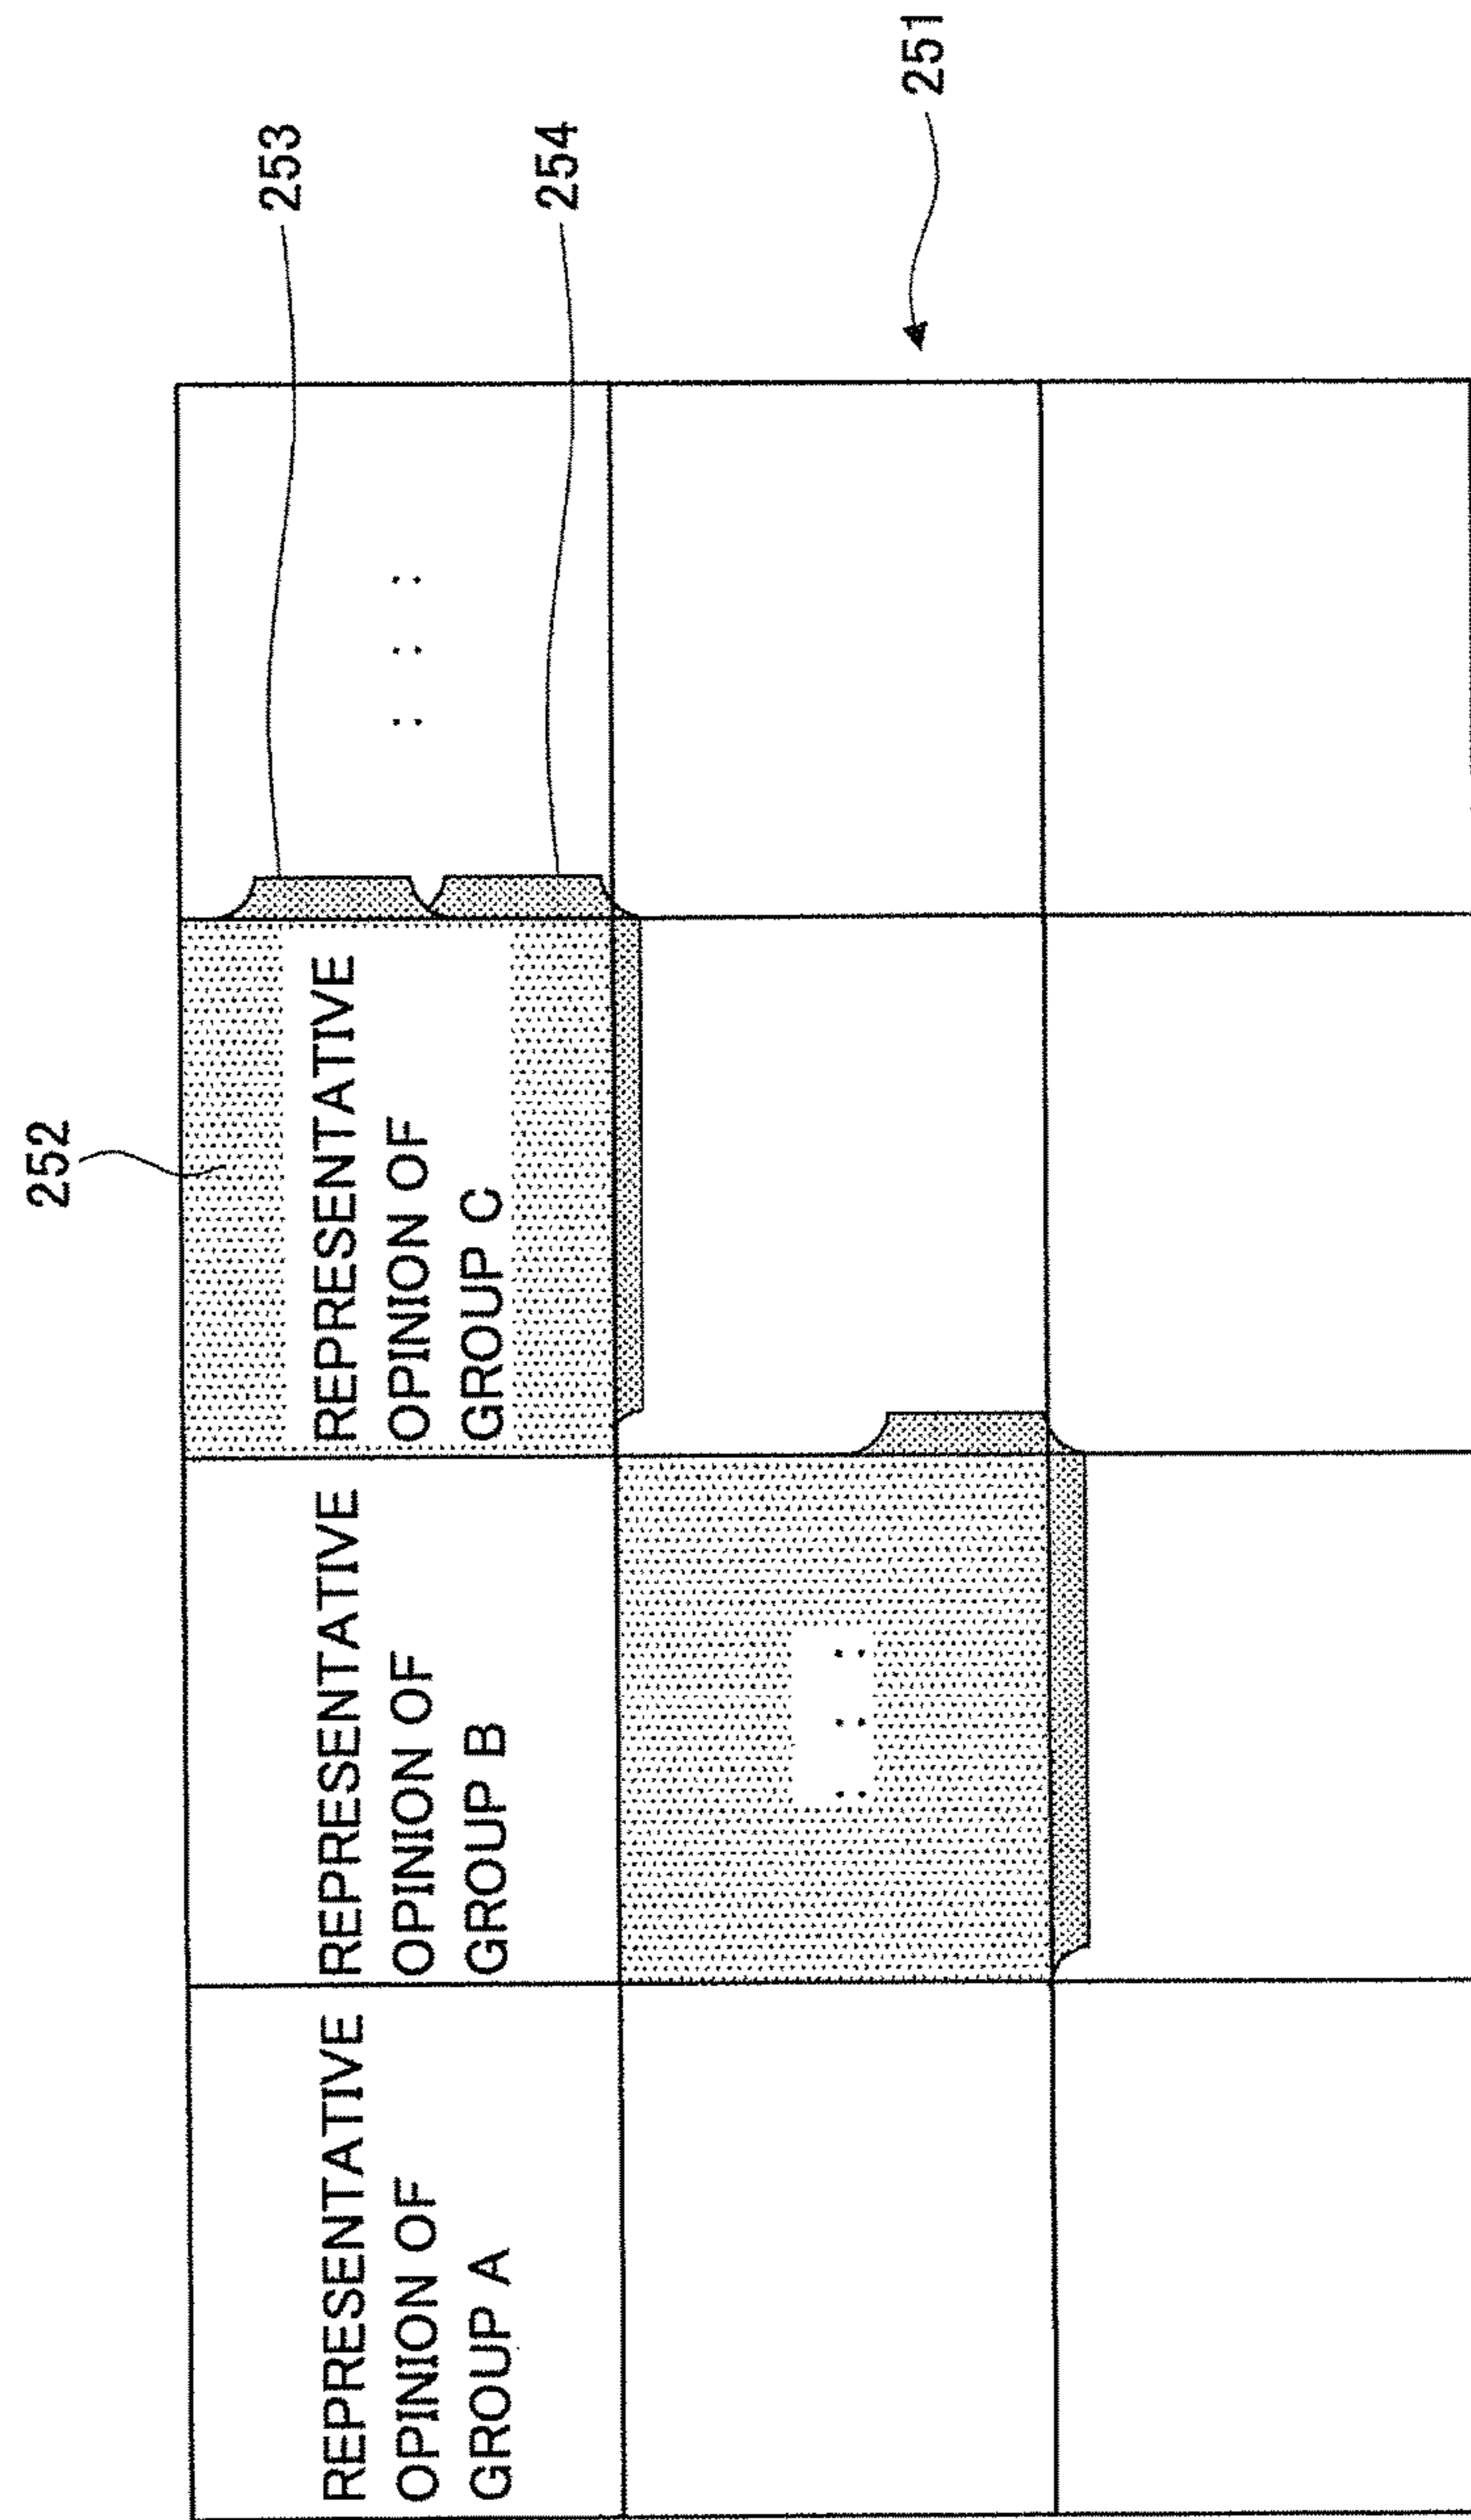 252
253
254
251
REPRESENTATIVE
OPINION OF
GROUP A
REPRESENTATIVE
OPINION OF
GROUP B
REPRESENTATIVE
OPINION OF
GROUP C
: : :
: : :